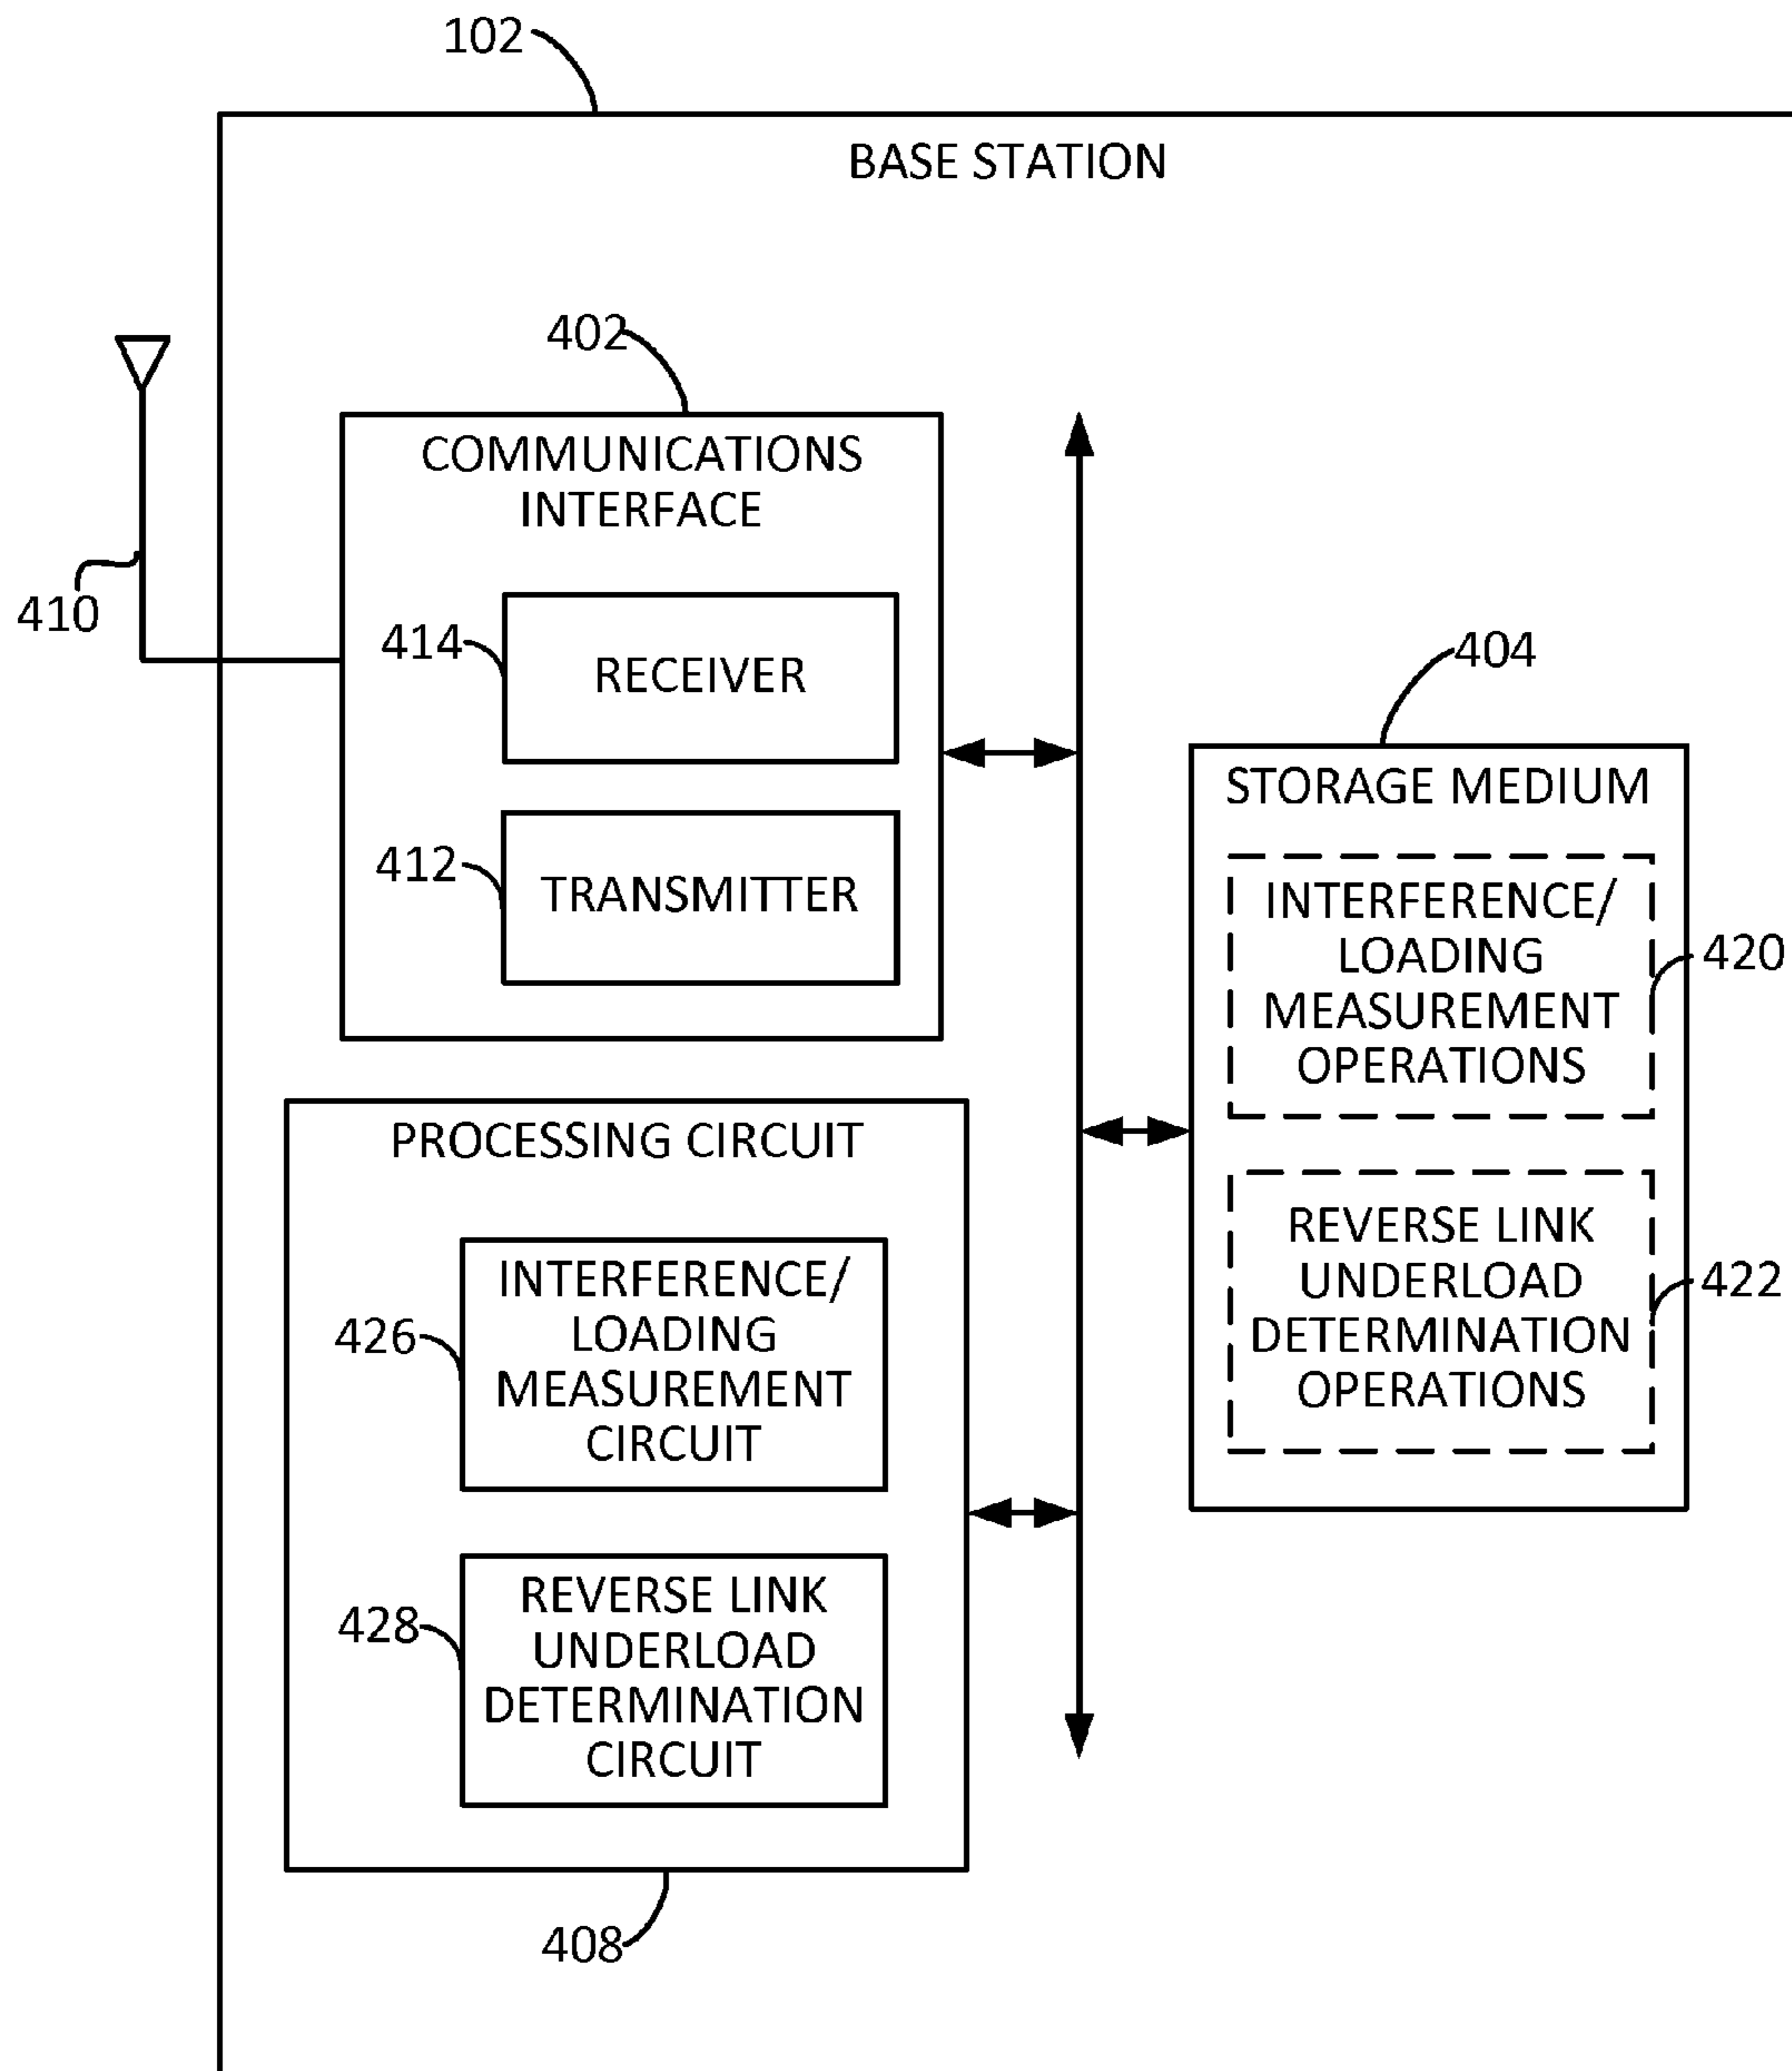 102
BASE STATION
402
COMMUNICATIONS
INTERFACE
410
414
RECEIVER
404
STORAGE MEDIUM
412
TRANSMITTER
INTERFERENCE/
LOADING
MEASUREMENT
OPERATIONS
420
PROCESSING CIRCUIT
REVERSE LINK
UNDERLOAD
DETERMINATION
OPERATIONS
422
INTERFERENCE/
LOADING
MEASUREMENT
CIRCUIT
426
REVERSE LINK
UNDERLOAD
DETERMINATION
CIRCUIT
428
408